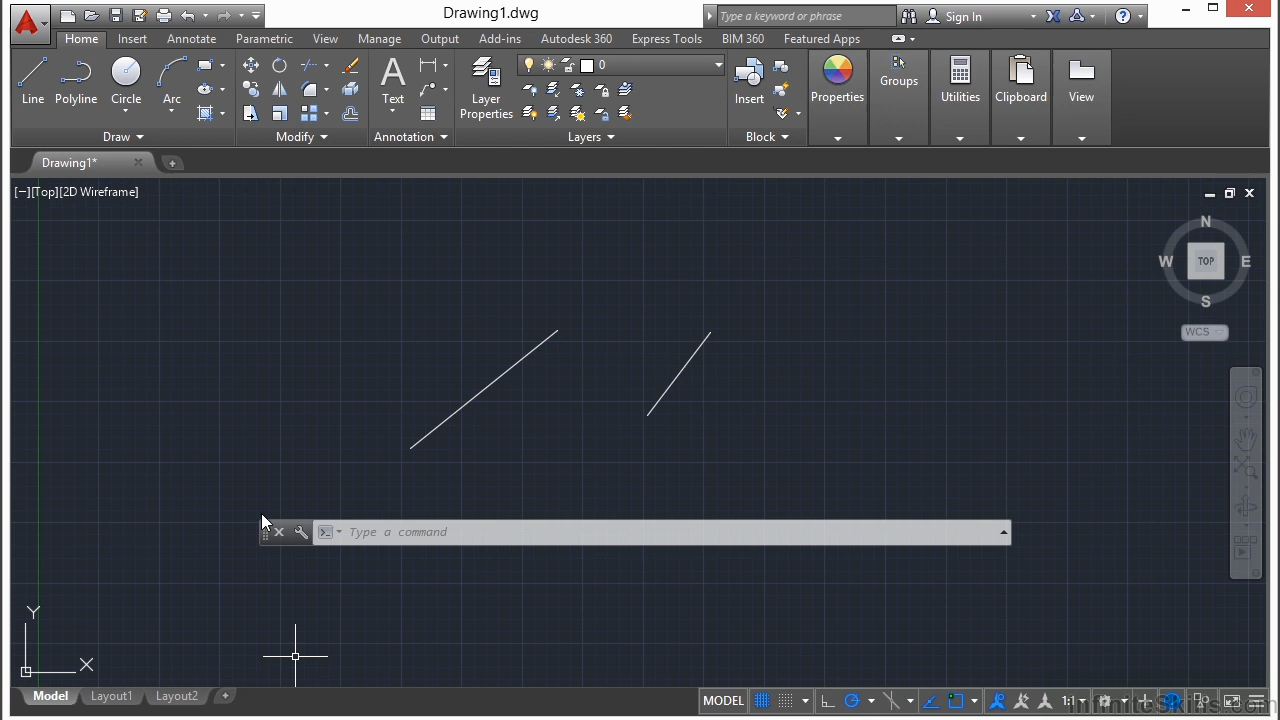 Drawing1.dwg
Type a keyword or phrase
Sign In
Home Insert Annotate Parametric View Manage Output Add-ins Autodesk 360 Express Tools BIM 360 Featured Apps
0
Line Polyline Circle Arc Text Layer Properties Insert Properties Groups Utilities Clipboard View
Draw Modify Annotation Layers Block
Drawing1*
[−][Top][2D Wireframe]
N
W TOP E
S
WCS
Type a command
Y
X
Model Layout1 Layout2
MODEL 1:1
InfiniteSkills.com